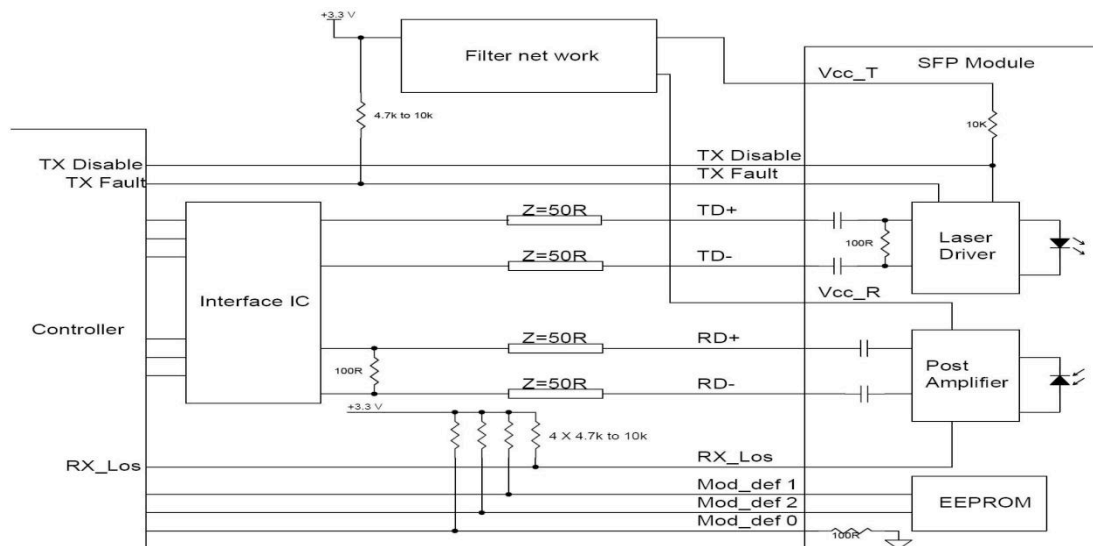 +3.3 V
Filter net work
SFP Module
Vcc_T
4.7k to 10k
10K
TX Disable
TX Disable
TX Fault
TX Fault
Z=50R
TD+
100R
Laser
Driver
Z=50R
TD-
Interface IC
Vcc_R
Controller
Z=50R
RD+
100R
Post
Amplifier
Z=50R
RD-
+3.3 V
4 X 4.7k to 10k
RX_Los
RX_Los
Mod_def 1
EEPROM
Mod_def 2
Mod_def 0
100R